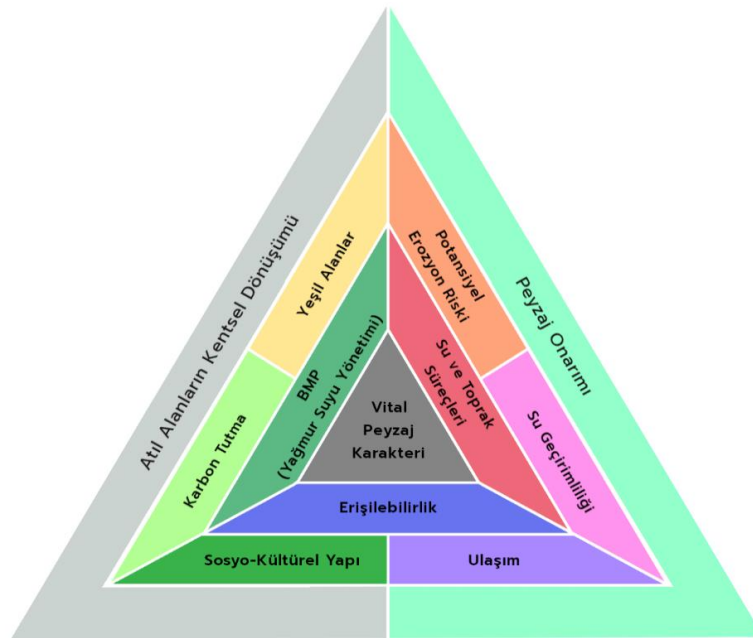 Atıl Alanların Kentsel Dönüşümü
Peyzaj Onarımı
Yeşil Alanlar
Potansiyel
Erozyon Riski
Karbon Tutma
BMP
(Yağmur Suyu Yönetimi)
Su ve Toprak
Süreçleri
Su Geçirimliliği
Vital
Peyzaj
Karakteri
Erişilebilirlik
Sosyo-Kültürel Yapı
Ulaşım